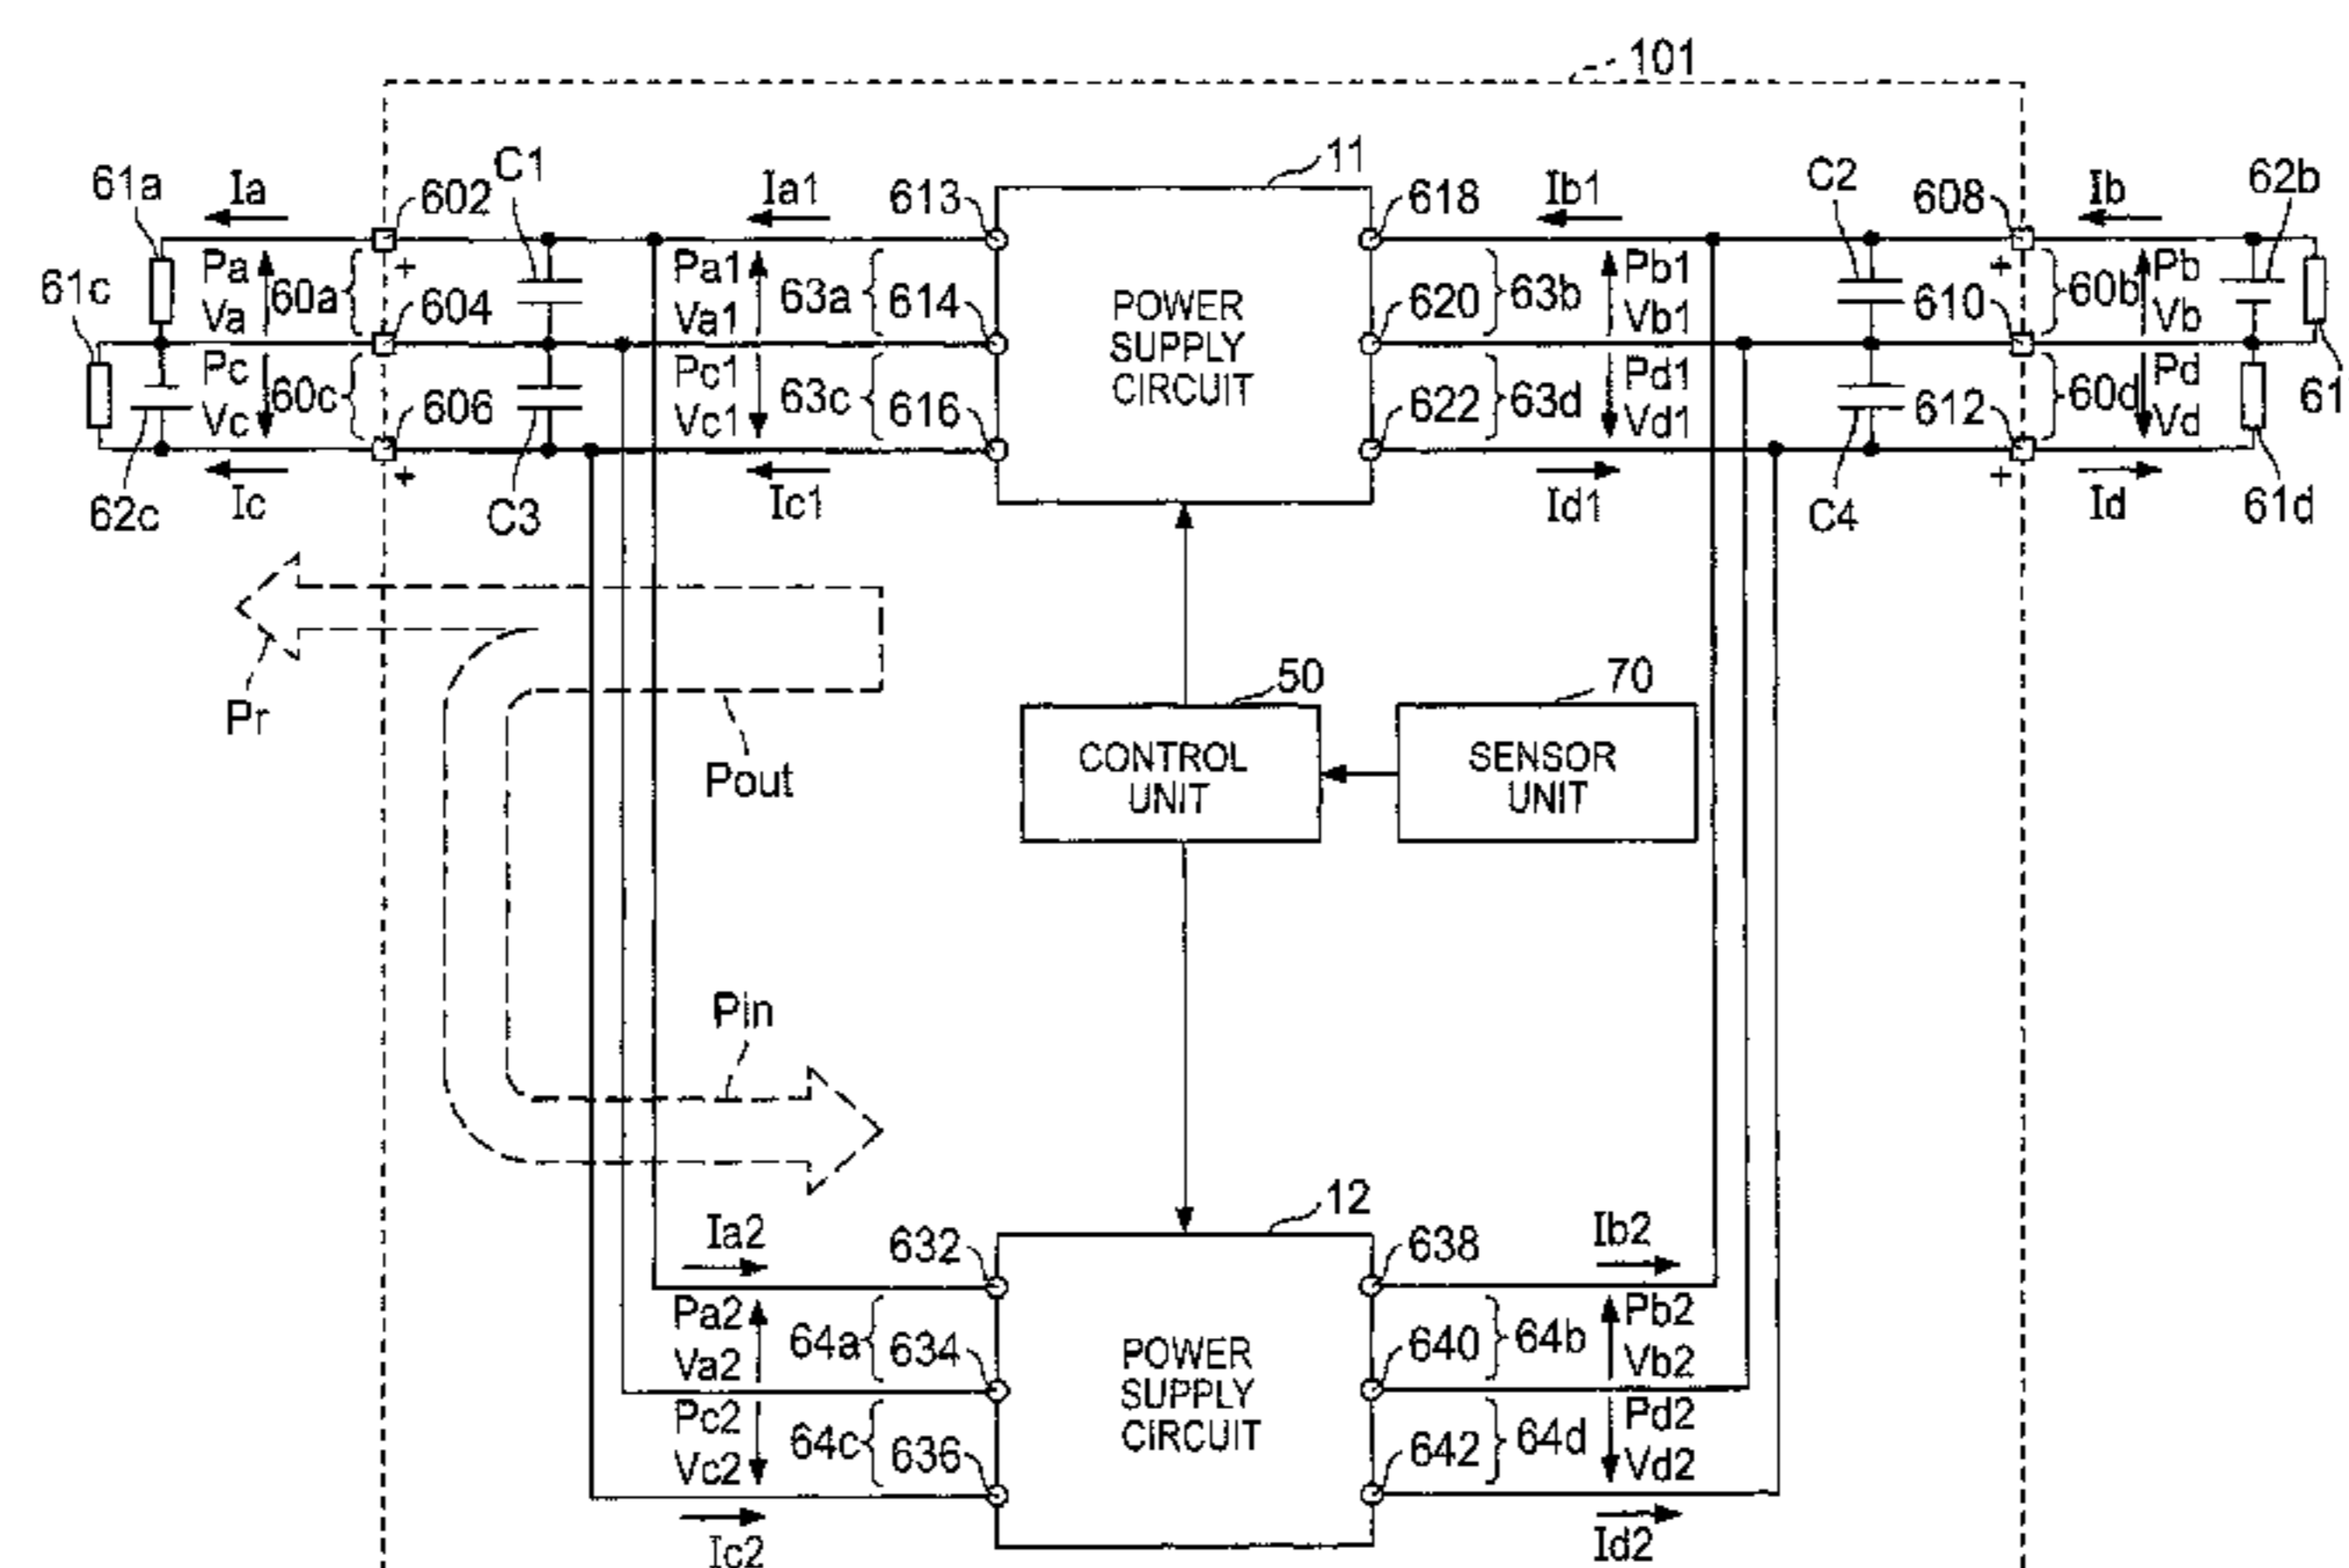 101
61a
Ia
602
C1
Ia1
613
11
618
Ib1
C2
608
Ib
62b
61c
Pa
Va
60a
+
604
Pa1
Va1
63a
614
POWER
SUPPLY
CIRCUIT
620
63b
Pb1
Vb1
610
+
60b
Pb
Vb
Pc
Vc
60c
606
+
Pc1
Vc1
63c
616
622
63d
Pd1
Vd1
612
+
60d
Pd
Vd
61
62c
Ic
C3
Ic1
Id1
C4
Id
61d
Pr
Pout
50
CONTROL
UNIT
70
SENSOR
UNIT
Pin
12
Ia2
632
638
Ib2
Pa2
Va2
64a
634
POWER
SUPPLY
CIRCUIT
640
64b
Pb2
Vb2
Pc2
Vc2
64c
636
642
64d
Pd2
Vd2
Ic2
Id2